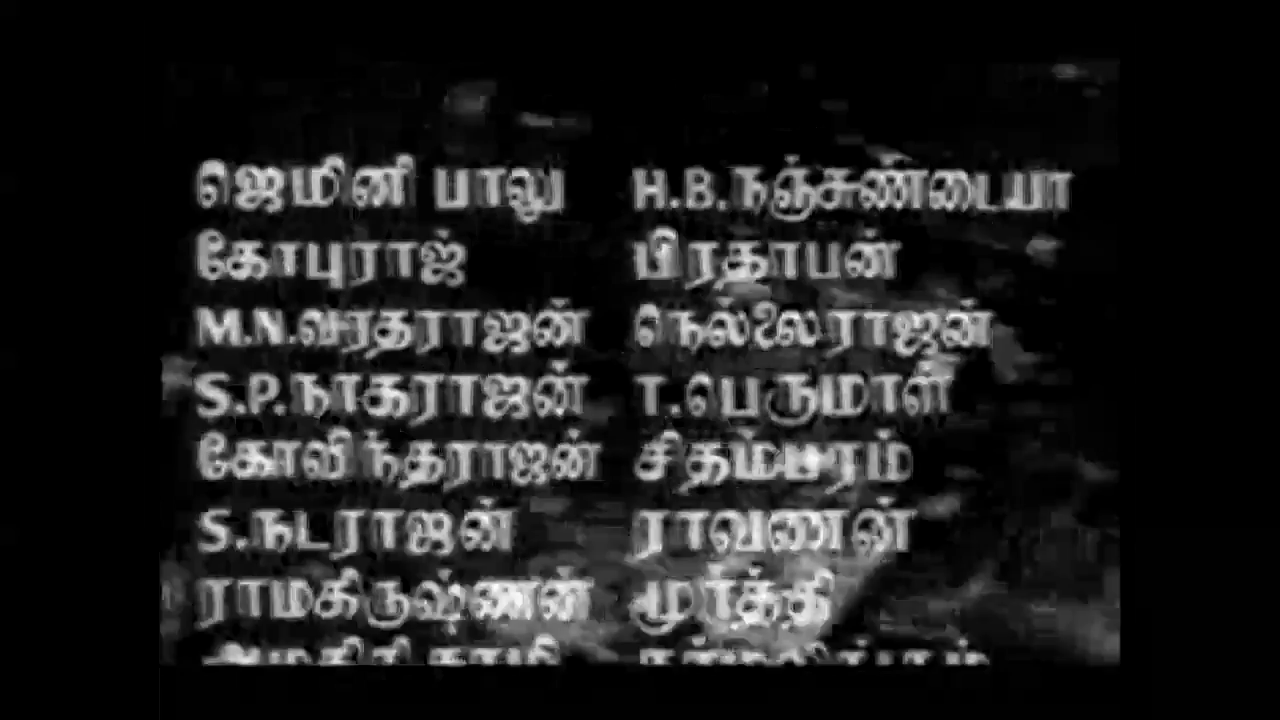 ஜெமினி பாலு H.B.நஞ்சுண்டையா
கோபுராஜ் பிரதாபன்
M.N.வரதராஜன் நெல்லைராஜன்
S.P.நாகராஜன் T.பெருமாள்
கோவிந்தராஜன் சிதம்பரம்
S.நடராஜன் ராவணன்
ராமகிருஷ்ணன் மூர்த்தி